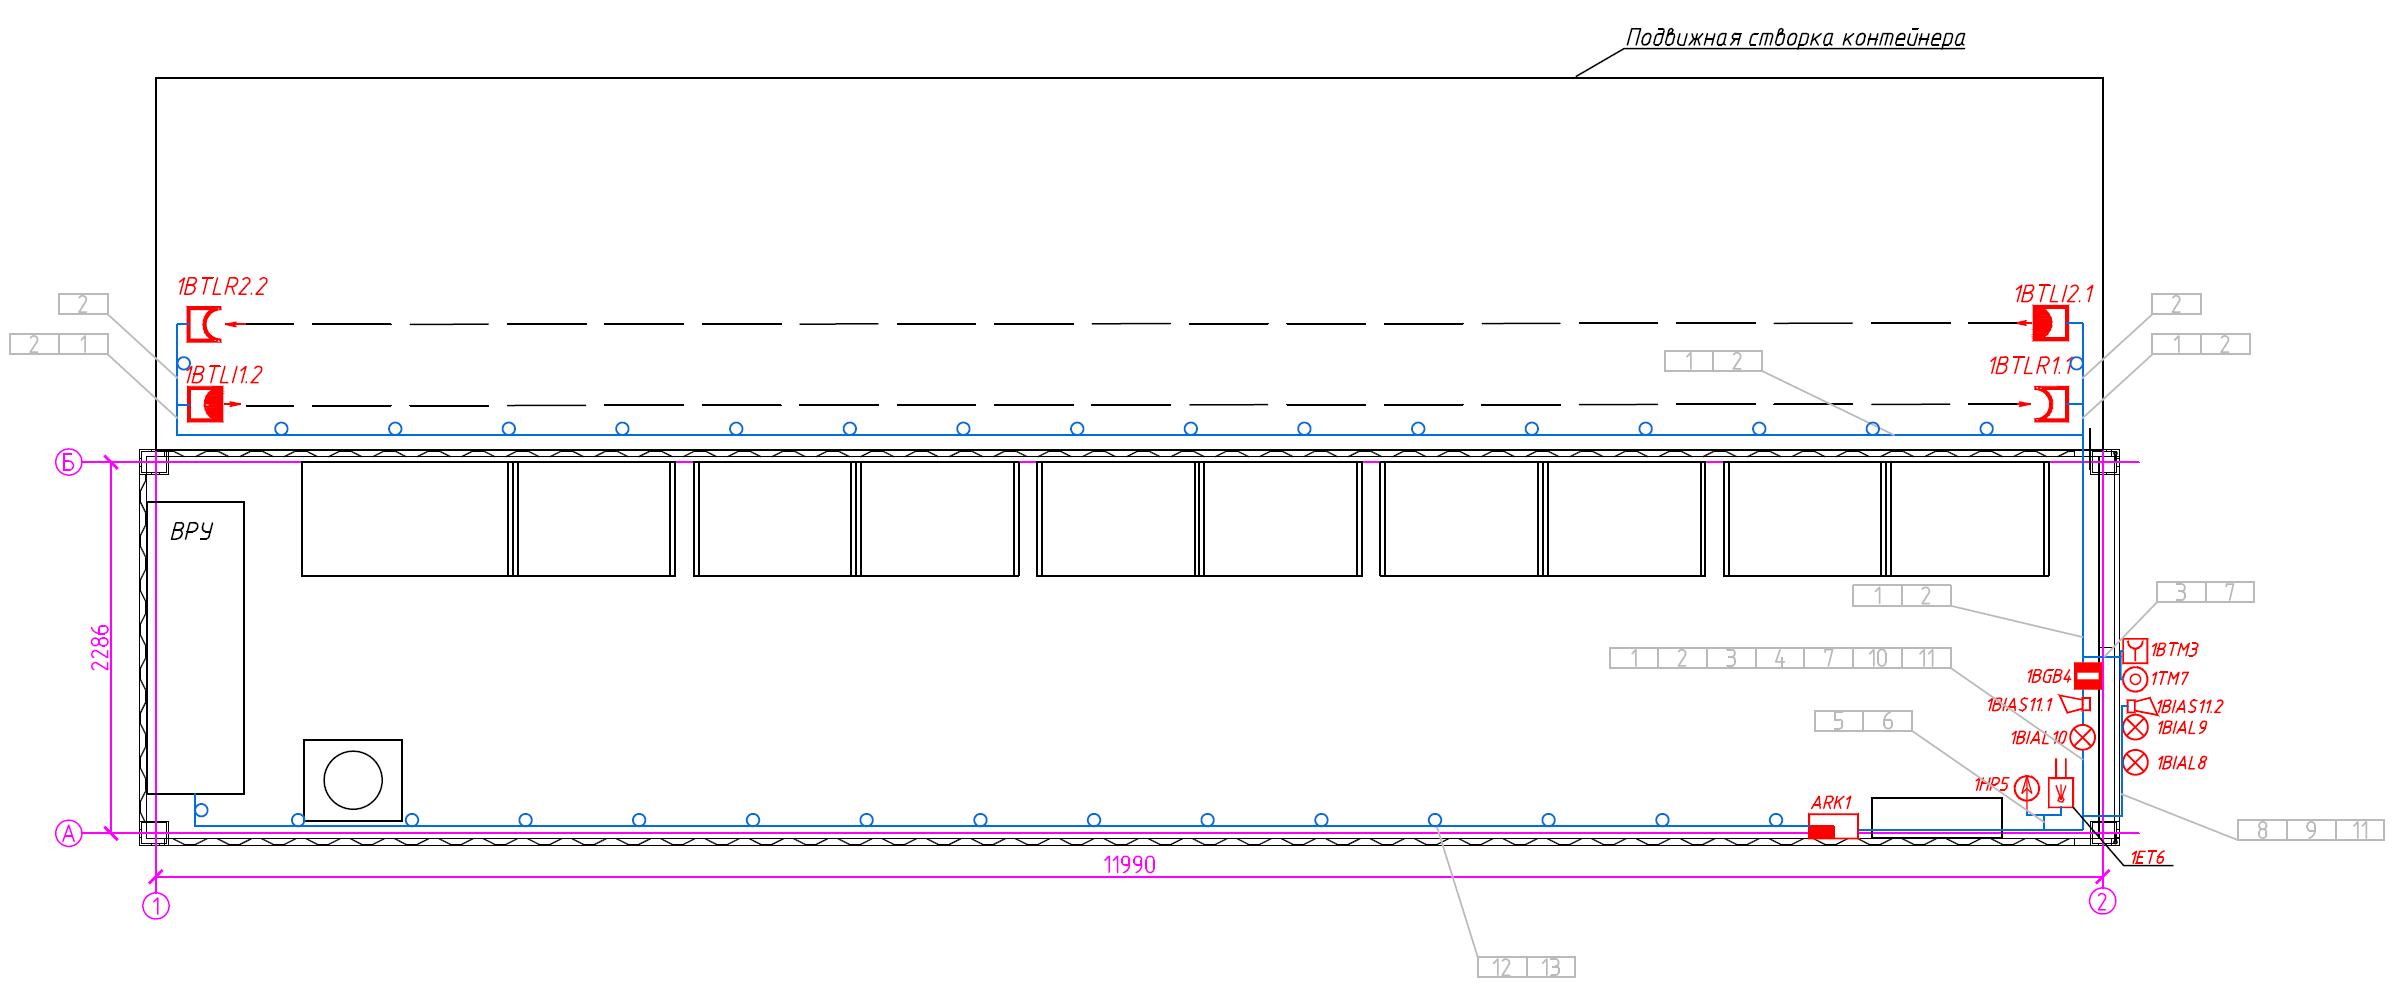 Подвижная створка контейнера
1BTLR2.2
1BTLI2.1
2
2
2 1
1 2
1BTLI1.2
1 2
1BTLR1.1
Б
ВРУ
1 2
3 7
2286
1 2 3 4 7 10 11
1BTM3
1BGB4
1TM7
1BIAS11.1
1BIAS11.2
5 6
1BIAL9
1BIAL10
1BIAL8
1HP5
ARK1
А
8 9 11
1ET6
11990
1
2
12 13